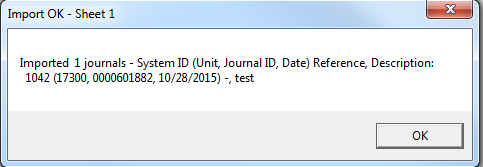 Import OK - Sheet 1
Imported 1 journals - System ID (Unit, Journal ID, Date) Reference, Description:
1042 (17300, 0000601882, 10/28/2015) -, test
OK